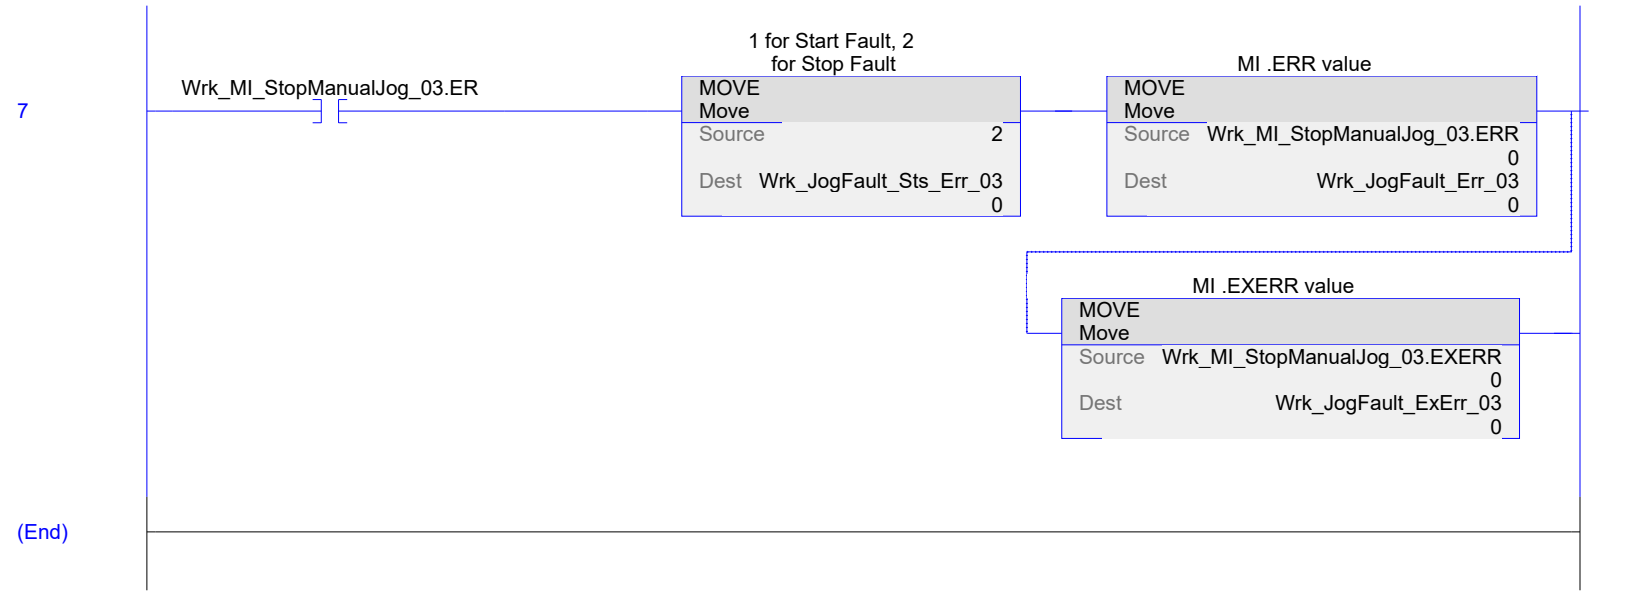 1 for Start Fault, 2
for Stop Fault
MI .ERR value
Wrk_MI_StopManualJog_03.ER
MOVE
Move
Source 2
Dest Wrk_JogFault_Sts_Err_03
0
MOVE
Move
Source Wrk_MI_StopManualJog_03.ERR
0
Dest Wrk_JogFault_Err_03
0
7
MI .EXERR value
MOVE
Move
Source Wrk_MI_StopManualJog_03.EXERR
0
Dest Wrk_JogFault_ExErr_03
0
(End)